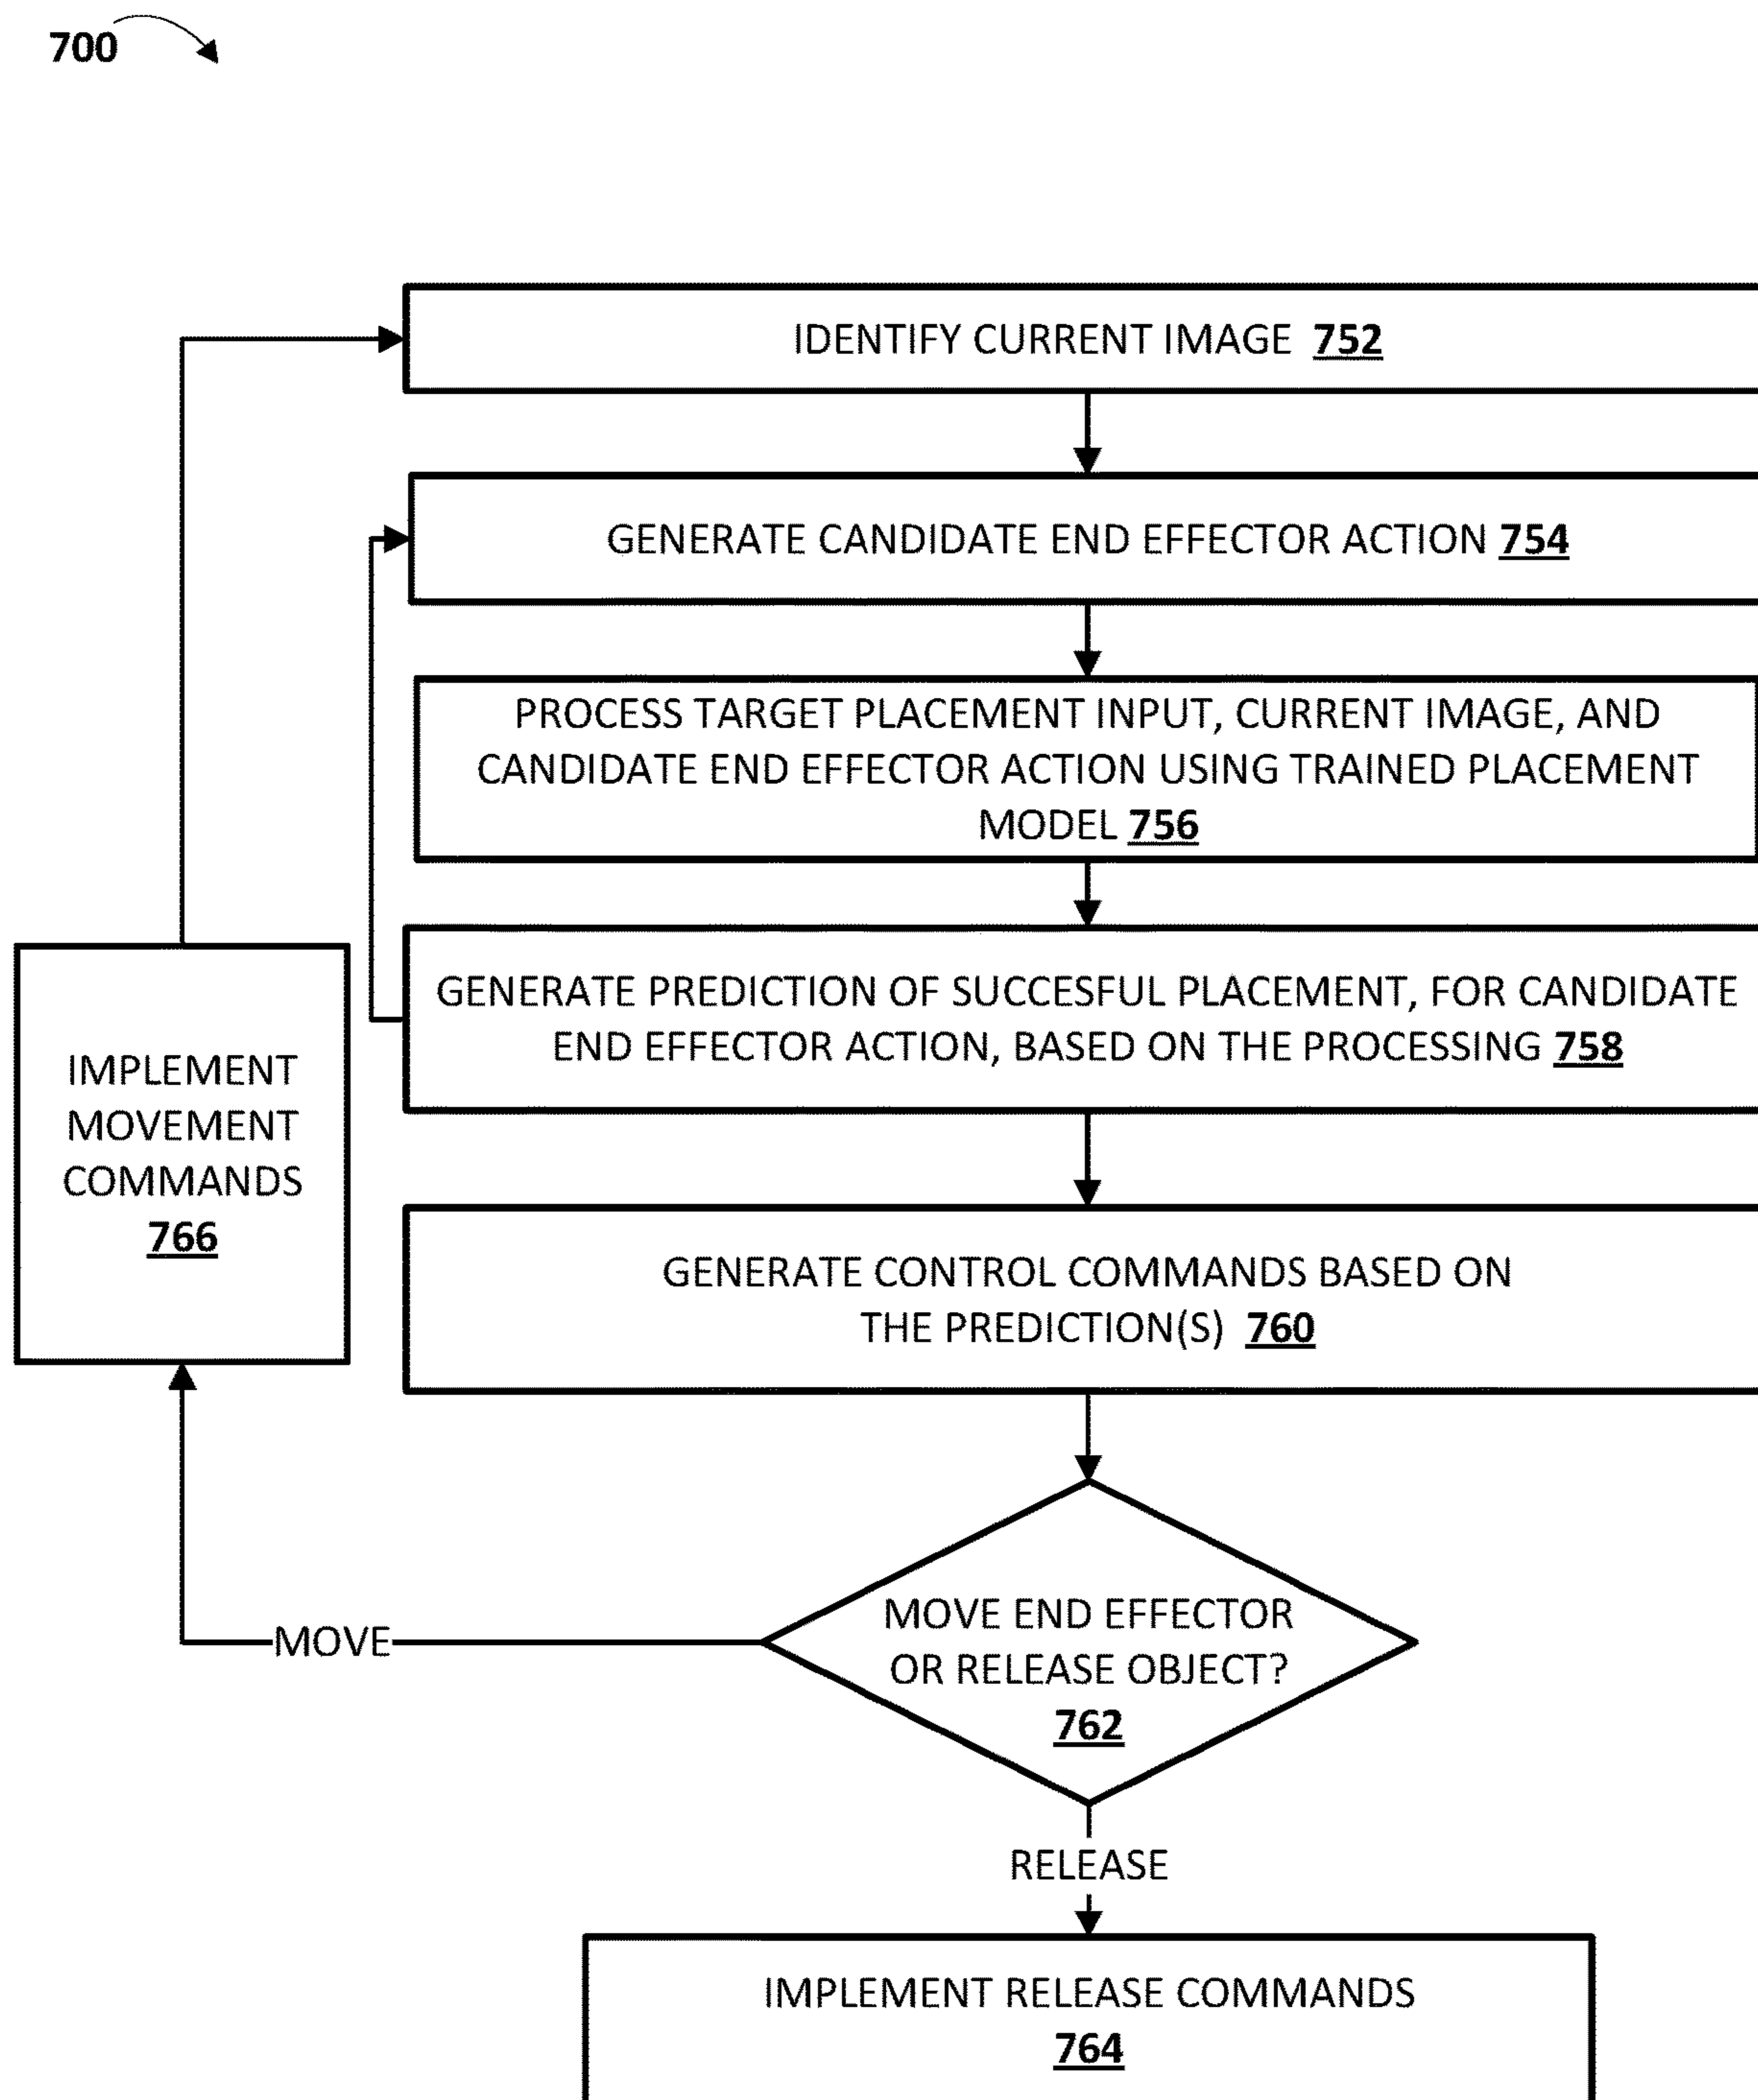 700
IDENTIFY CURRENT IMAGE 752
GENERATE CANDIDATE END EFFECTOR ACTION 754
PROCESS TARGET PLACEMENT INPUT, CURRENT IMAGE, AND
CANDIDATE END EFFECTOR ACTION USING TRAINED PLACEMENT
MODEL 756
GENERATE PREDICTION OF SUCCESFUL PLACEMENT, FOR CANDIDATE
END EFFECTOR ACTION, BASED ON THE PROCESSING 758
IMPLEMENT
MOVEMENT
COMMANDS
766
GENERATE CONTROL COMMANDS BASED ON
THE PREDICTION(S) 760
MOVE END EFFECTOR
OR RELEASE OBJECT?
762
MOVE
RELEASE
IMPLEMENT RELEASE COMMANDS
764